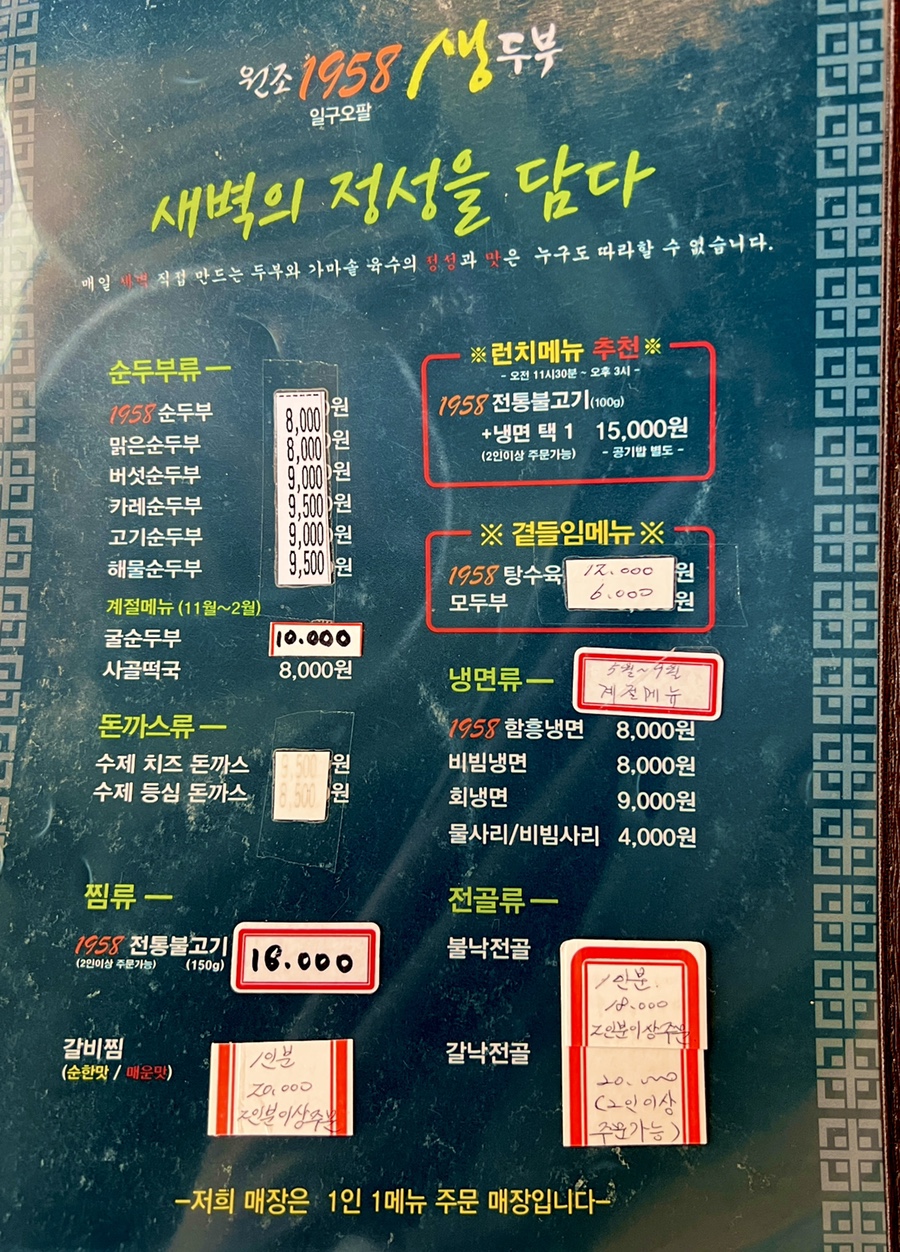 원조 1958 생두부
일구오팔
새벽의 정성을 담다
매일 새벽 직접 만드는 두부와 가마솥 육수의 정성과 맛은 누구도 따라할 수 없습니다.
순두부류
1958 순두부 8,000원
맑은순두부 8,000원
버섯순두부 9,000원
카레순두부 9,500원
고기순두부 9,000원
해물순두부 9,500원
계절메뉴 (11월~2월)
굴순두부 10.000
사골떡국 8,000원
돈까스류
수제 치즈 돈까스 9,500원
수제 등심 돈까스 8,500원
찜류
1958 전통불고기
(2인이상 주문가능) (150g)
18.000
갈비찜
(순한맛 / 매운맛)
1인분
20,000
2인분이상주문
※런치메뉴 추천※
- 오전 11시30분 ~ 오후 3시 -
1958 전통불고기(100g)
+냉면 택 1 15,000원
(2인이상 주문가능) - 공기밥 별도 -
※ 곁들임메뉴 ※
1958 탕수육 12.000원
모두부 6.000원
냉면류
5월~9월
계절메뉴
1958 함흥냉면 8,000원
비빔냉면 8,000원
회냉면 9,000원
물사리/비빔사리 4,000원
전골류
불낙전골
1인분.
18.000
2인분이상주문
갈낙전골
20.000
(2인이상
주문가능)
-저희 매장은 1인 1메뉴 주문 매장입니다-